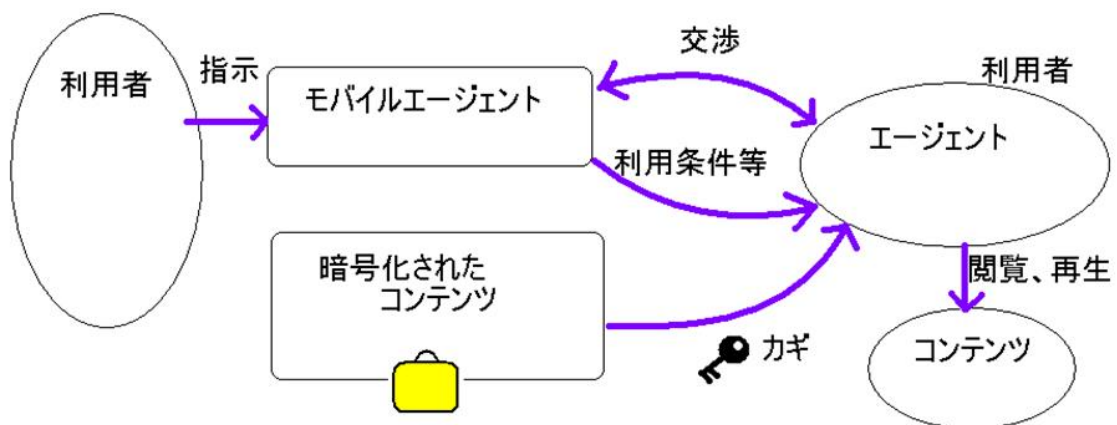 利用者
指示
モバイルエージェント
交渉
利用者
エージェント
利用条件等
暗号化された
コンテンツ
カギ
閲覧、再生
コンテンツ